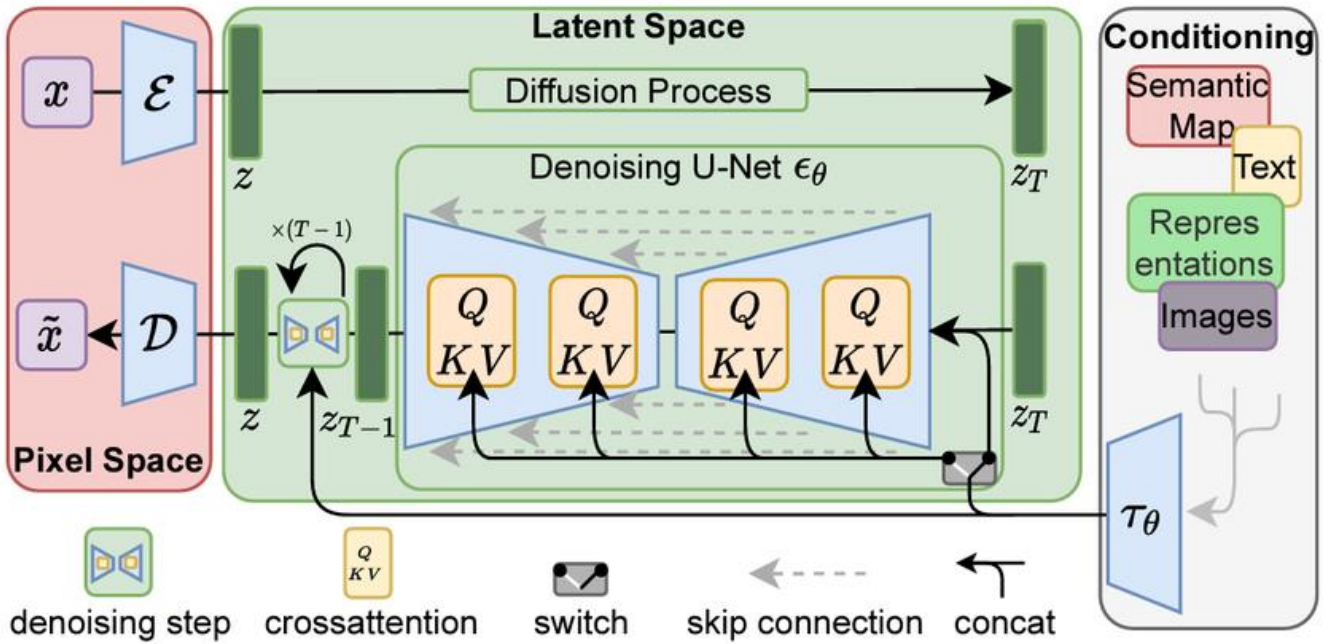 Latent Space
Conditioning
x
ℰ
Diffusion Process
Semantic
Map
Text
z
Denoising U-Net ϵ_θ
z_T
Repres
entations
Images
×(T−1)
Q
KV
Q
KV
Q
KV
Q
KV
x̃
𝒟
z
z_{T−1}
z_T
Pixel Space
τ_θ
Q
KV
denoising step
crossattention
switch
skip connection
concat